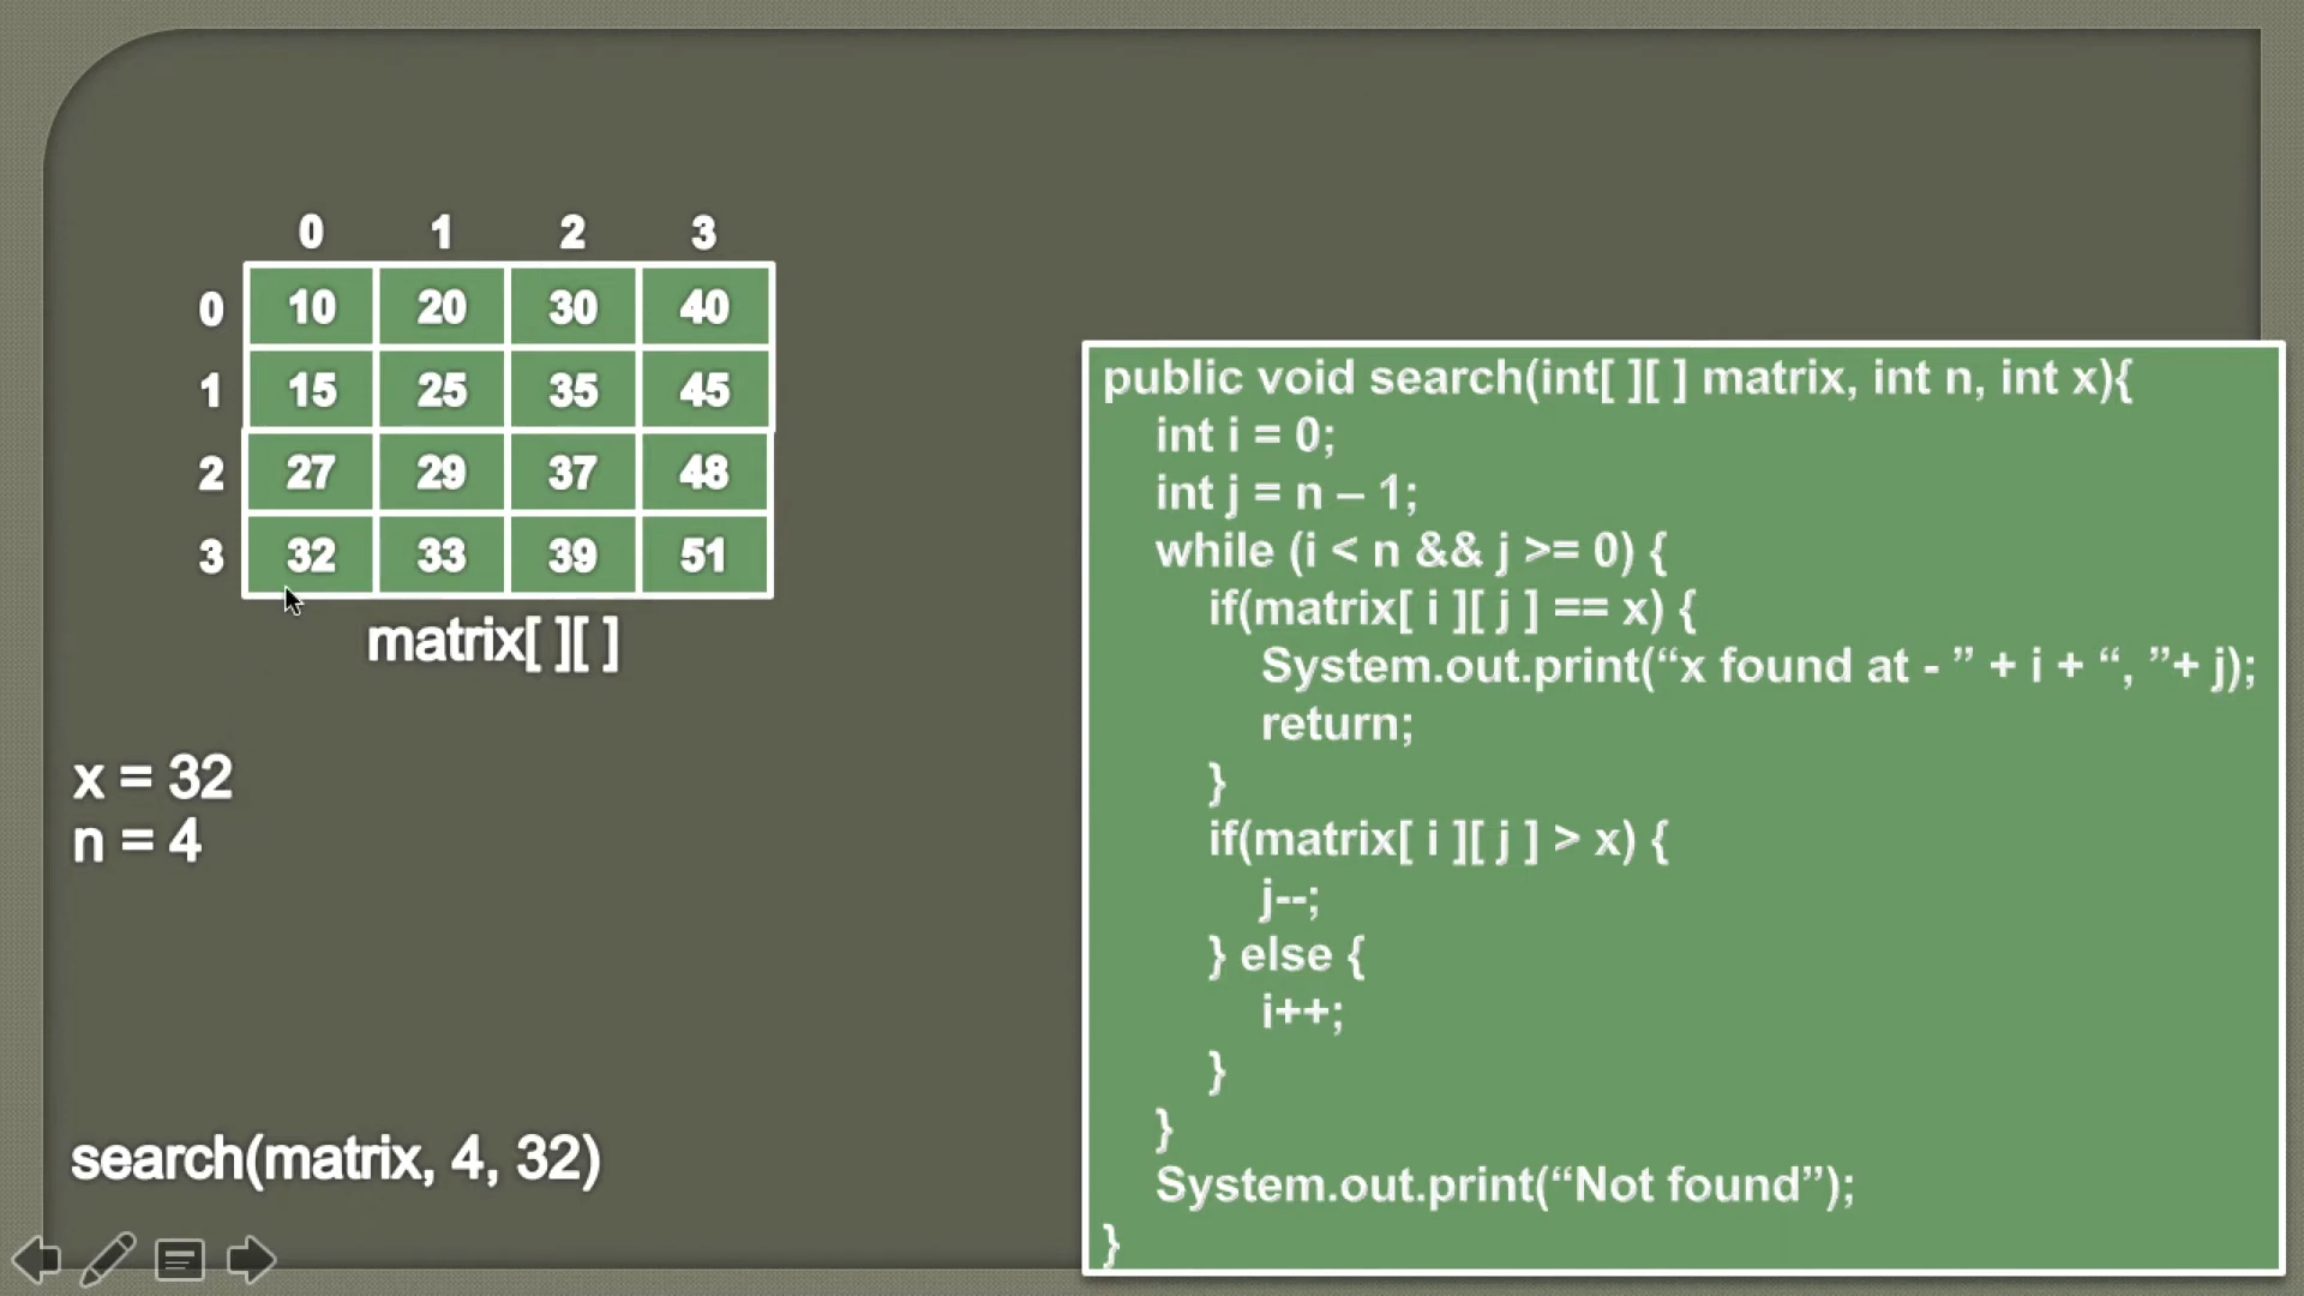 0 1 2 3
0 10 20 30 40
1 15 25 35 45
2 27 29 37 48
3 32 33 39 51
matrix[ ][ ]
x = 32
n = 4
search(matrix, 4, 32)
public void search(int[ ][ ] matrix, int n, int x){
int i = 0;
int j = n – 1;
while (i < n && j >= 0) {
if(matrix[ i ][ j ] == x) {
System.out.print(“x found at - ” + i + “, ”+ j);
return;
}
if(matrix[ i ][ j ] > x) {
j--;
} else {
i++;
}
}
System.out.print(“Not found”);
}